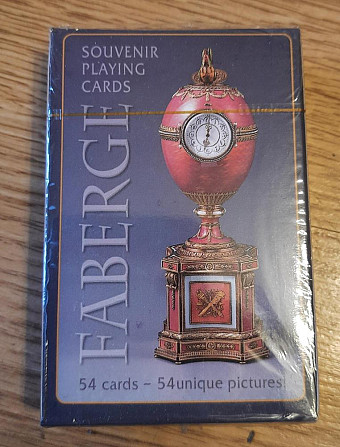 SOUVENIR
PLAYING
CARDS
FABERGE
54 cards – 54unique pictures